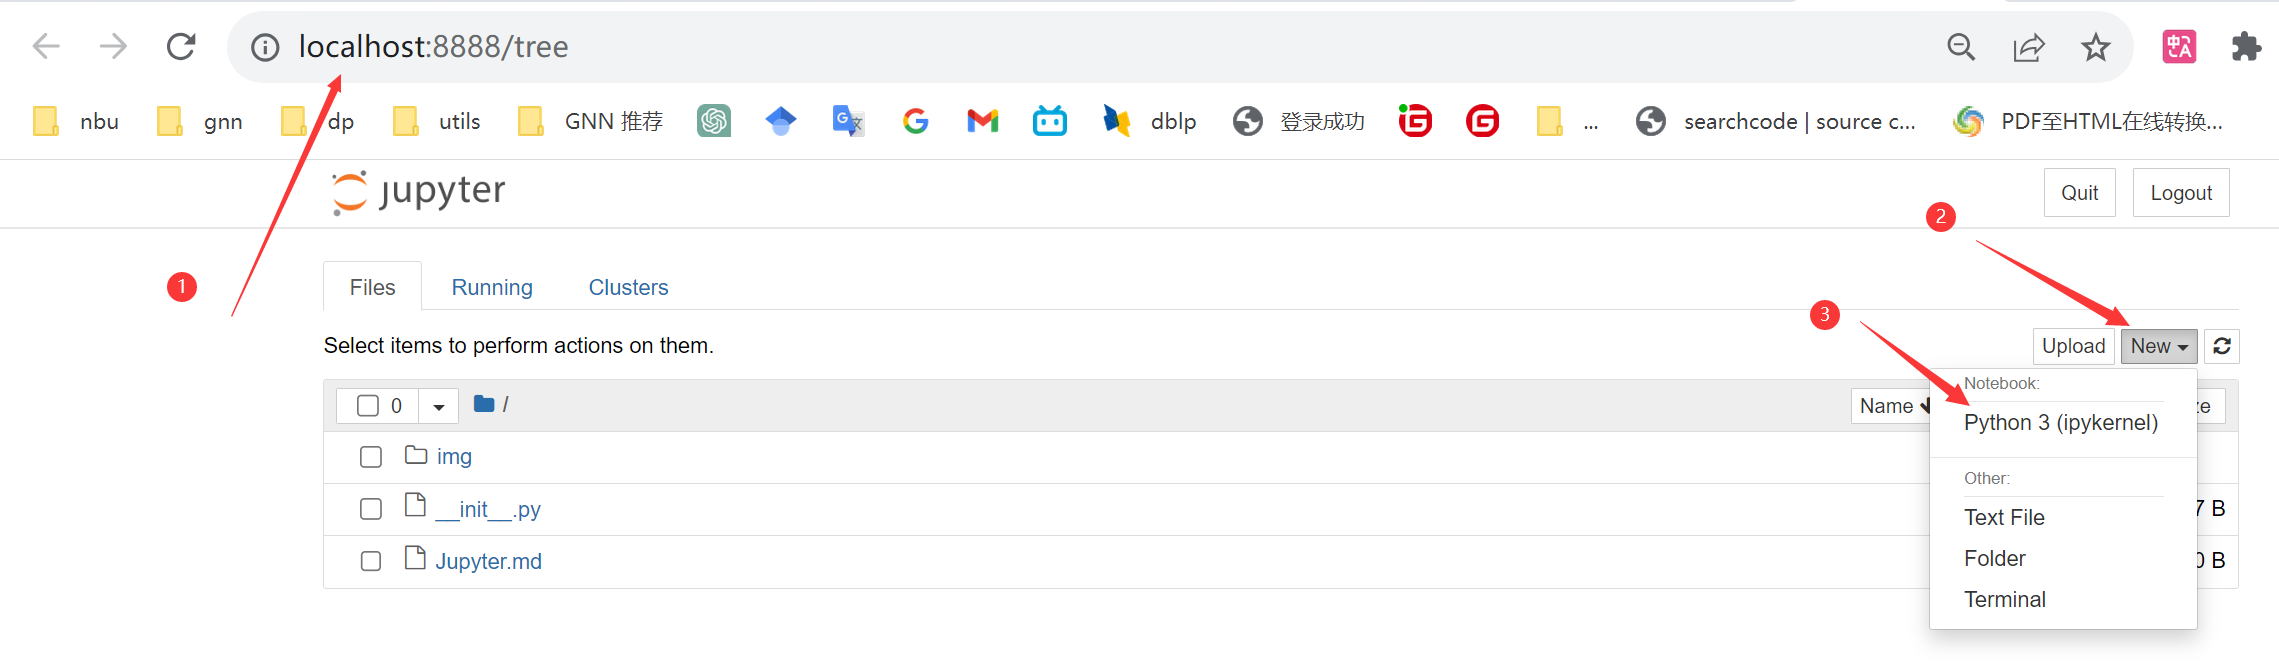 localhost:8888/tree
中A
nbu gnn dp utils GNN 推荐 dblp 登录成功 ... searchcode | source c... PDF至HTML在线转换...
jupyter
Quit Logout
2
1
Files Running Clusters
3
Select items to perform actions on them.
Upload New
Notebook:
0 / Name ze
Python 3 (ipykernel)
img
Other:
__init__.py 7 B
Text File
Folder
Jupyter.md 0 B
Terminal